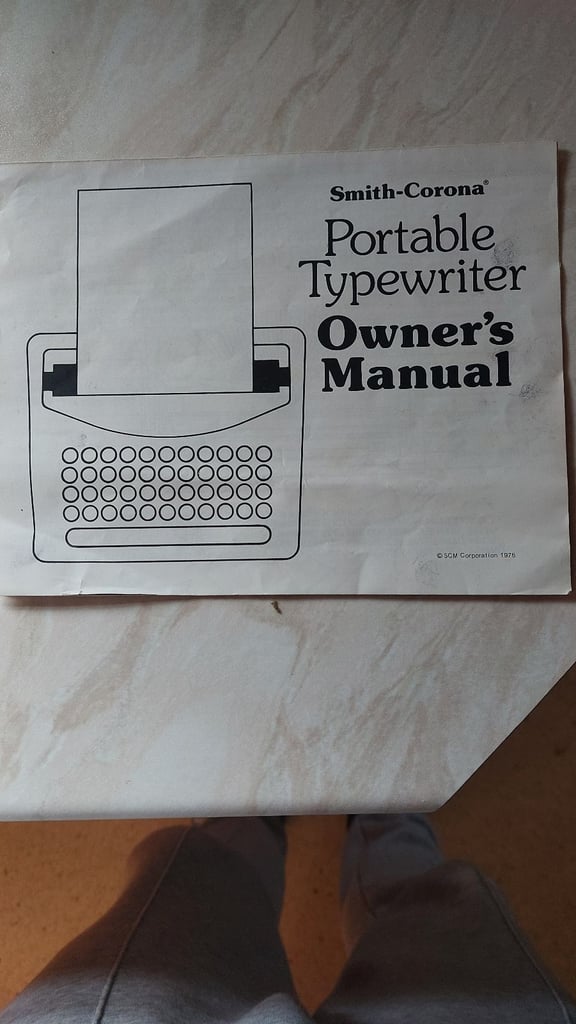 Smith-Corona®
Portable
Typewriter
Owner's
Manual
© SCM Corporation 1976